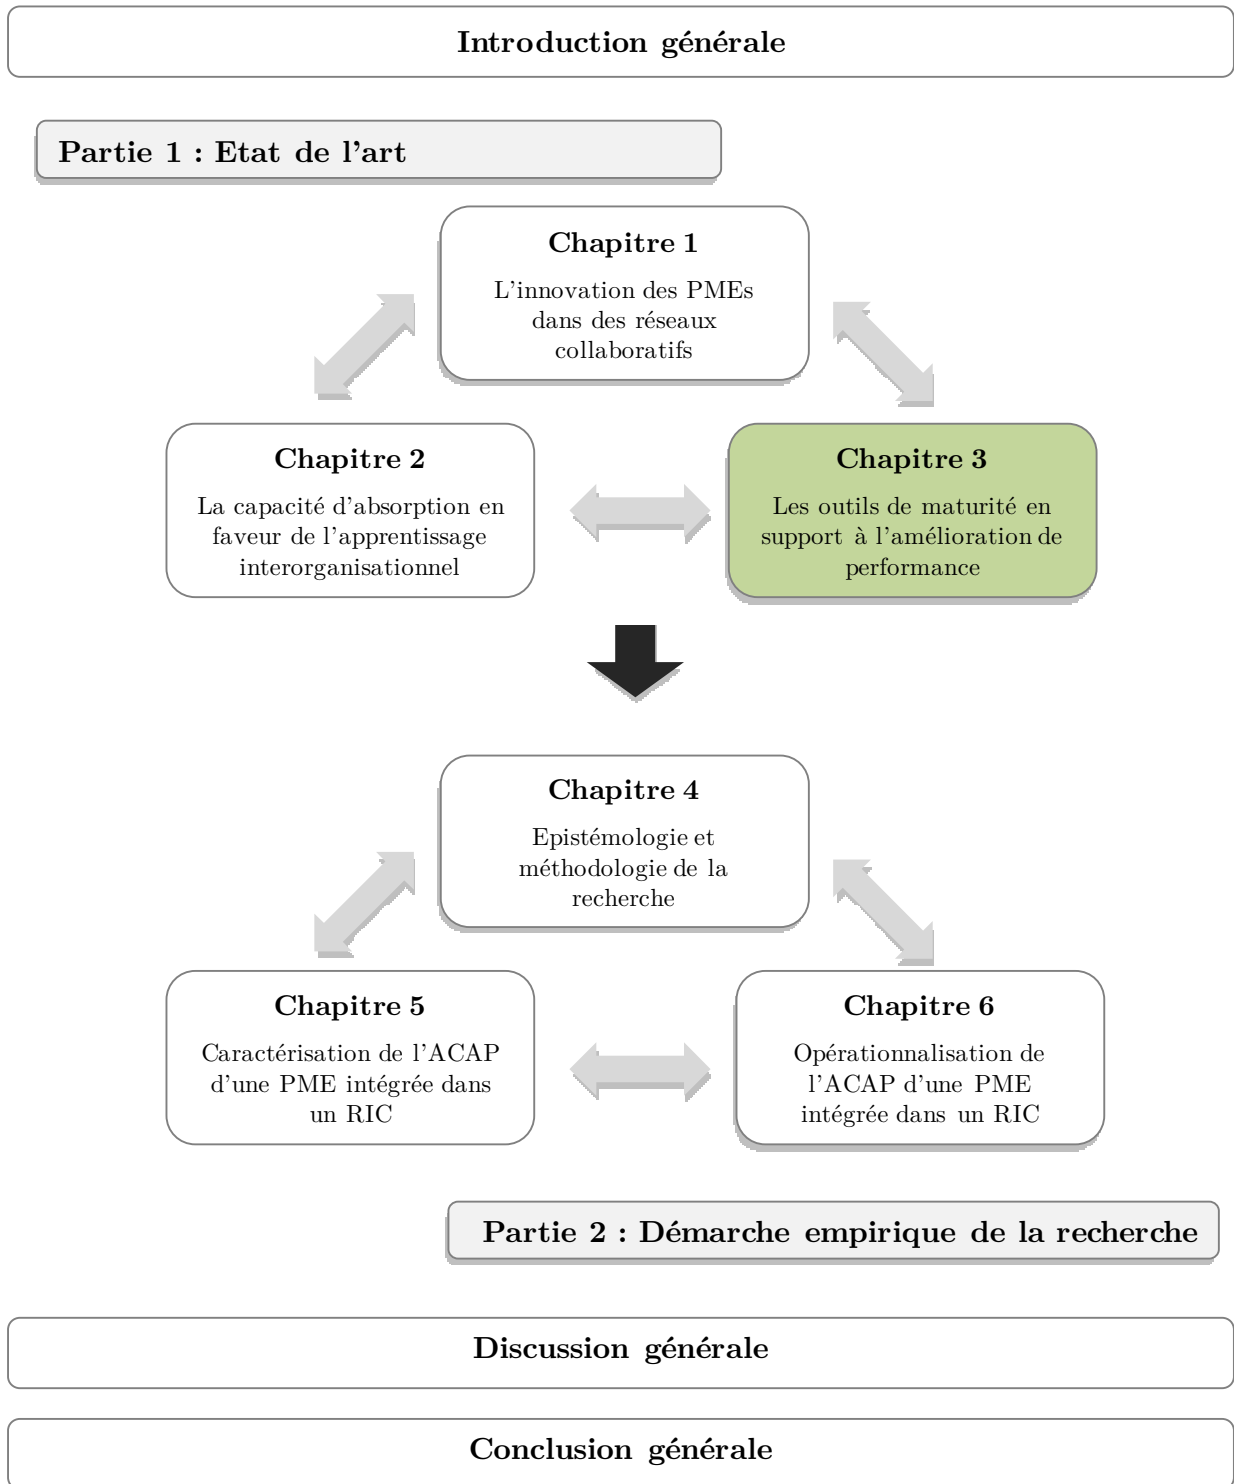 Introduction générale
Partie 1 : Etat de l'art
Chapitre 1
L'innovation des PMEs
dans des réseaux
collaboratifs
Chapitre 2
La capacité d'absorption en
faveur de l'apprentissage
interorganisationnel
Chapitre 3
Les outils de maturité en
support à l'amélioration de
performance
Chapitre 4
Epistémologie et
méthodologie de la
recherche
Chapitre 5
Caractérisation de l'ACAP
d'une PME intégrée dans
un RIC
Chapitre 6
Opérationnalisation de
l'ACAP d'une PME
intégrée dans un RIC
Partie 2 : Démarche empirique de la recherche
Discussion générale
Conclusion générale